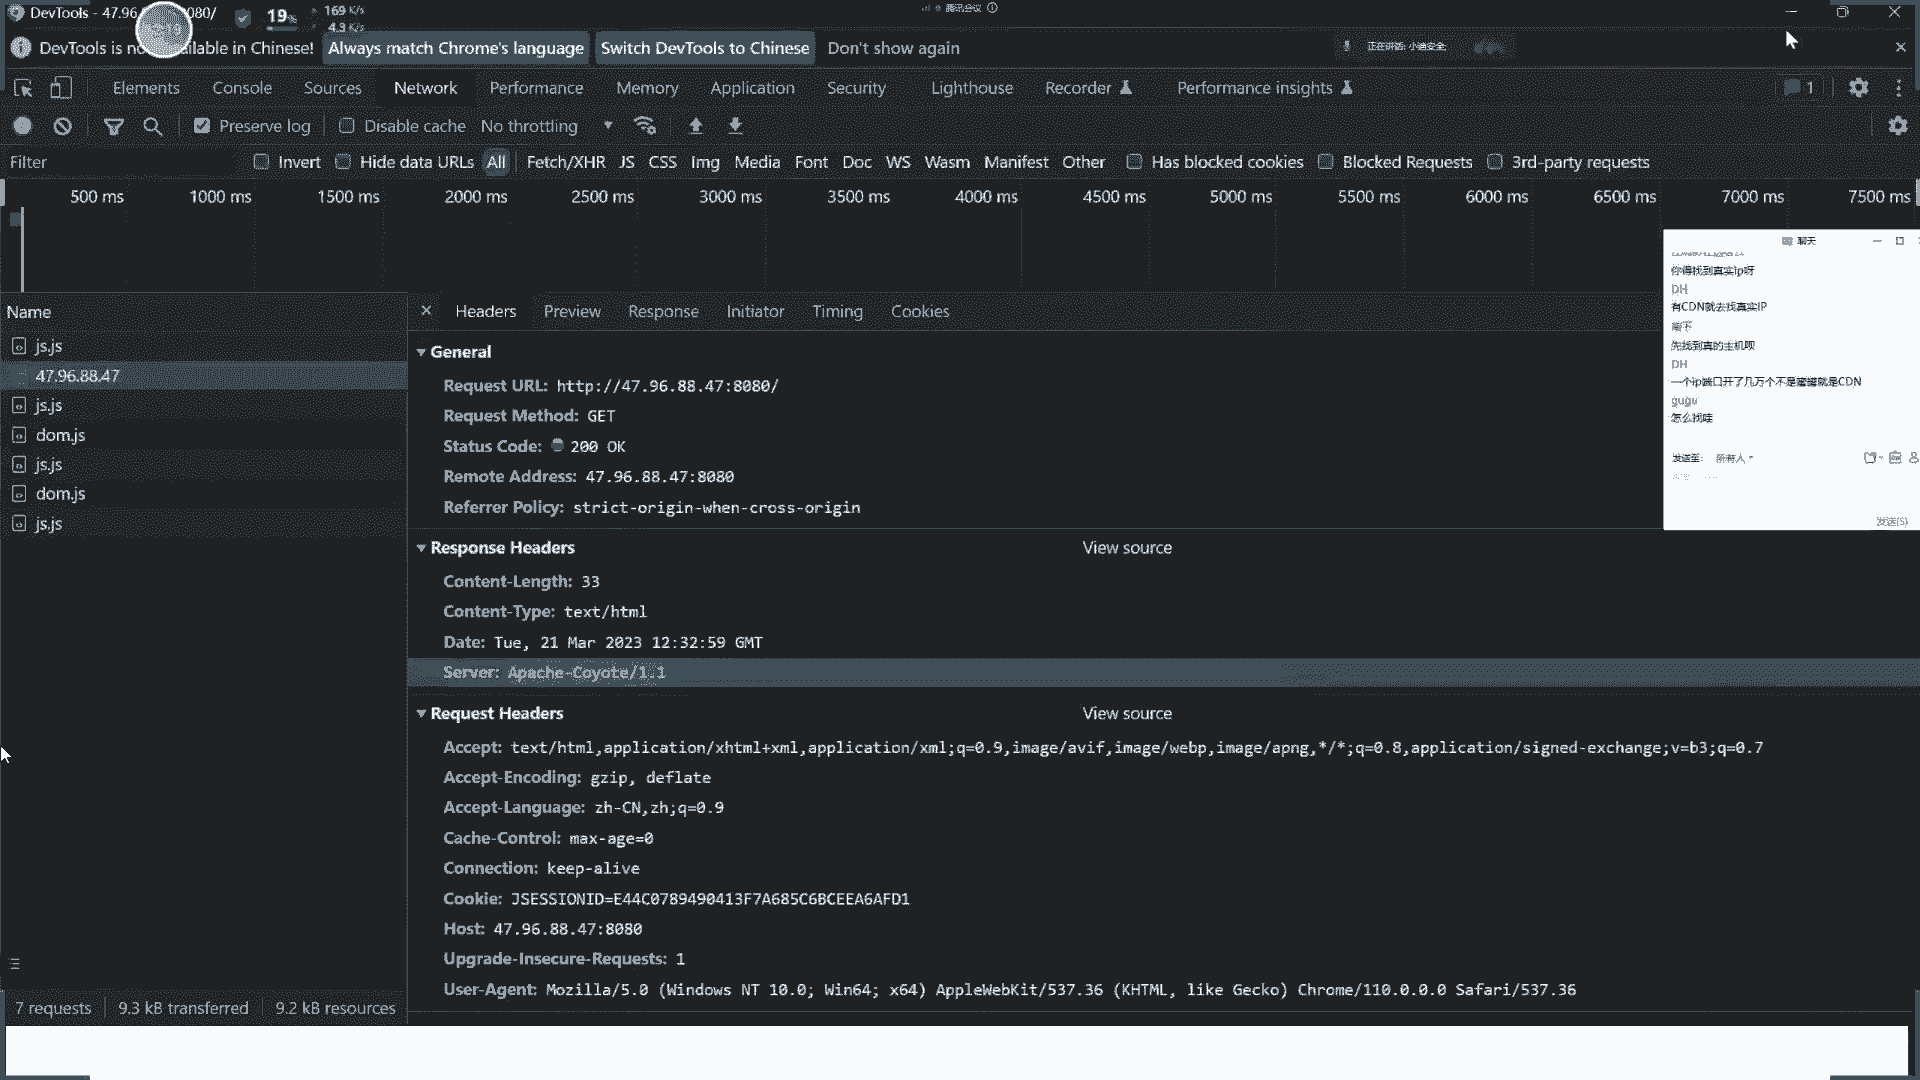 DevTools - 47.96. 080/
19%
169 K/s
4.3 K/s
腾讯会议
DevTools is no ailable in Chinese!
Always match Chrome's language
Switch DevTools to Chinese
Don't show again
正在讲话: 小迪安全;
Elements
Console
Sources
Network
Performance
Memory
Application
Security
Lighthouse
Recorder
Performance insights
1
Preserve log
Disable cache
No throttling
Filter
Invert
Hide data URLs
All
Fetch/XHR
JS
CSS
Img
Media
Font
Doc
WS
Wasm
Manifest
Other
Has blocked cookies
Blocked Requests
3rd-party requests
500 ms
1000 ms
1500 ms
2000 ms
2500 ms
3000 ms
3500 ms
4000 ms
4500 ms
5000 ms
5500 ms
6000 ms
6500 ms
7000 ms
7500 ms
聊天
你得找到真实ip呀
DH
有CDN就去找真实IP
先找到真的主机呗
DH
一个ip端口开了几万个不是蜜罐就是CDN
gugu
怎么找哇
发送至: 所有人
发送(S)
Name
js.js
47.96.88.47
js.js
dom.js
js.js
dom.js
js.js
Headers
Preview
Response
Initiator
Timing
Cookies
General
Request URL: http://47.96.88.47:8080/
Request Method: GET
Status Code: 200 OK
Remote Address: 47.96.88.47:8080
Referrer Policy: strict-origin-when-cross-origin
Response Headers
View source
Content-Length: 33
Content-Type: text/html
Date: Tue, 21 Mar 2023 12:32:59 GMT
Server: Apache-Coyote/1.1
Request Headers
View source
Accept: text/html,application/xhtml+xml,application/xml;q=0.9,image/avif,image/webp,image/apng,*/*;q=0.8,application/signed-exchange;v=b3;q=0.7
Accept-Encoding: gzip, deflate
Accept-Language: zh-CN,zh;q=0.9
Cache-Control: max-age=0
Connection: keep-alive
Cookie: JSESSIONID=E44C0789490413F7A685C6BCEEA6AFD1
Host: 47.96.88.47:8080
Upgrade-Insecure-Requests: 1
User-Agent: Mozilla/5.0 (Windows NT 10.0; Win64; x64) AppleWebKit/537.36 (KHTML, like Gecko) Chrome/110.0.0.0 Safari/537.36
7 requests
9.3 kB transferred
9.2 kB resources